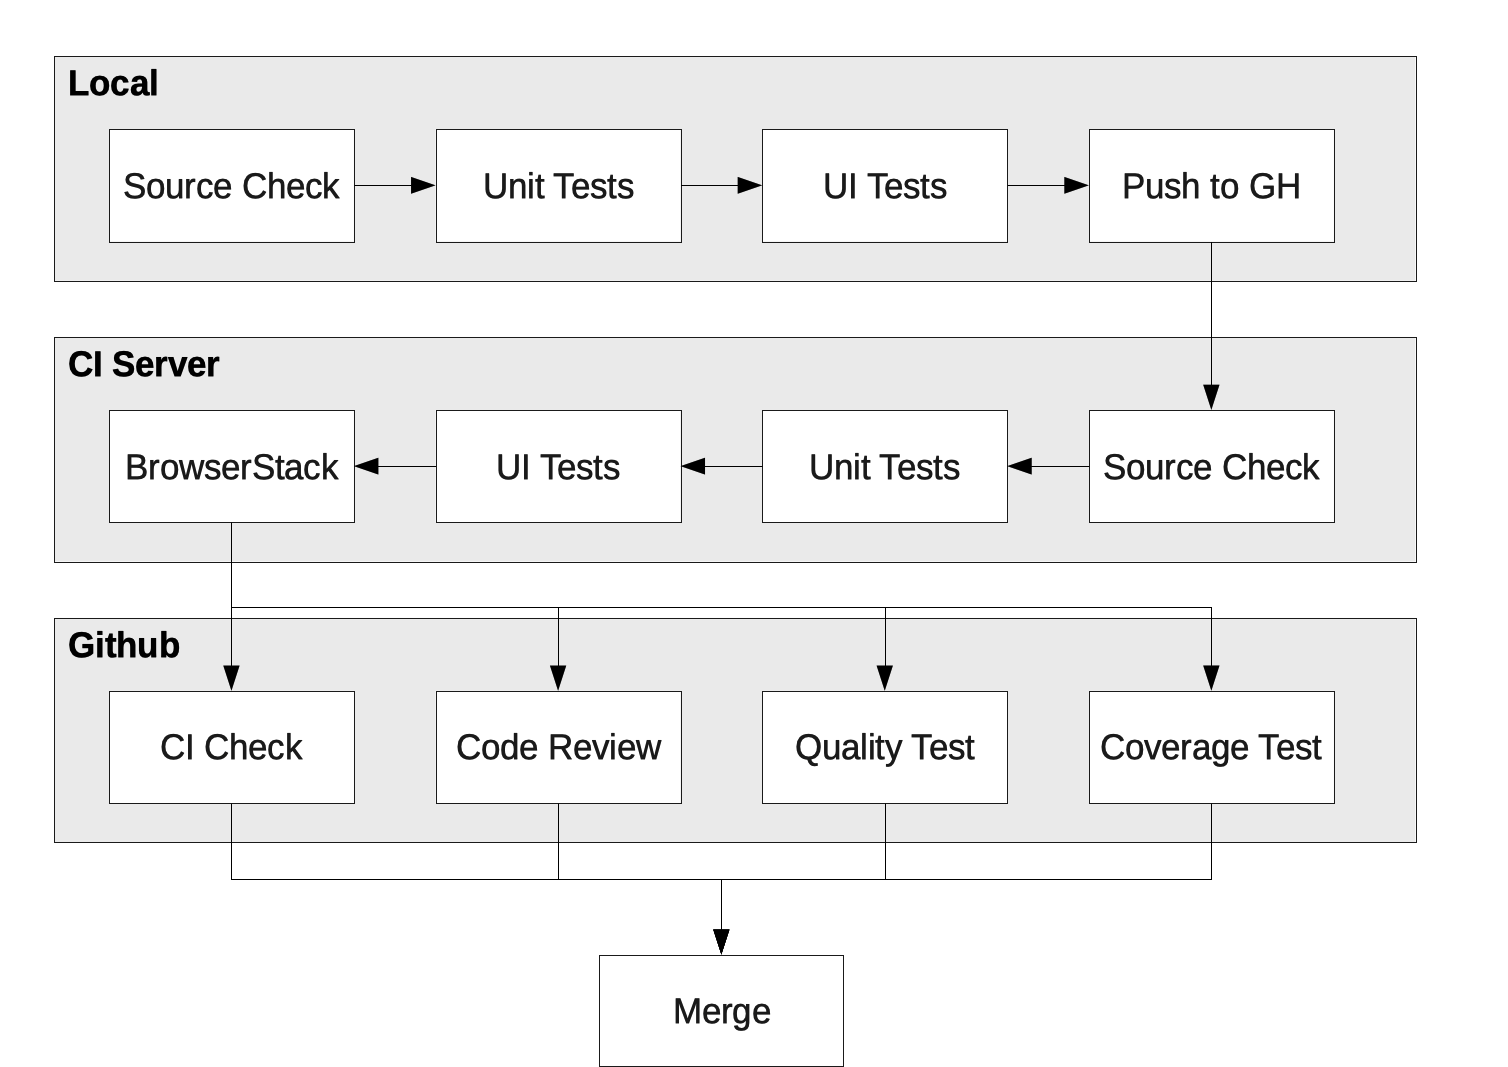 Local
Source Check
Unit Tests
UI Tests
Push to GH
CI Server
BrowserStack
UI Tests
Unit Tests
Source Check
Github
CI Check
Code Review
Quality Test
Coverage Test
Merge